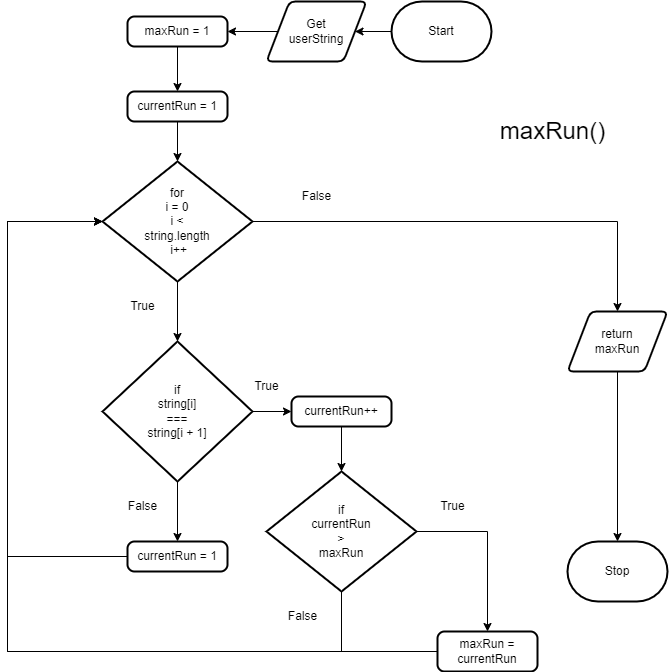 Start
Get
userString
maxRun = 1
currentRun = 1
maxRun()
for
i = 0
i <
string.length
i++
False
True
return
maxRun
if
string[i]
===
string[i + 1]
True
currentRun++
False
currentRun = 1
if
currentRun
>
maxRun
True
False
Stop
maxRun =
currentRun